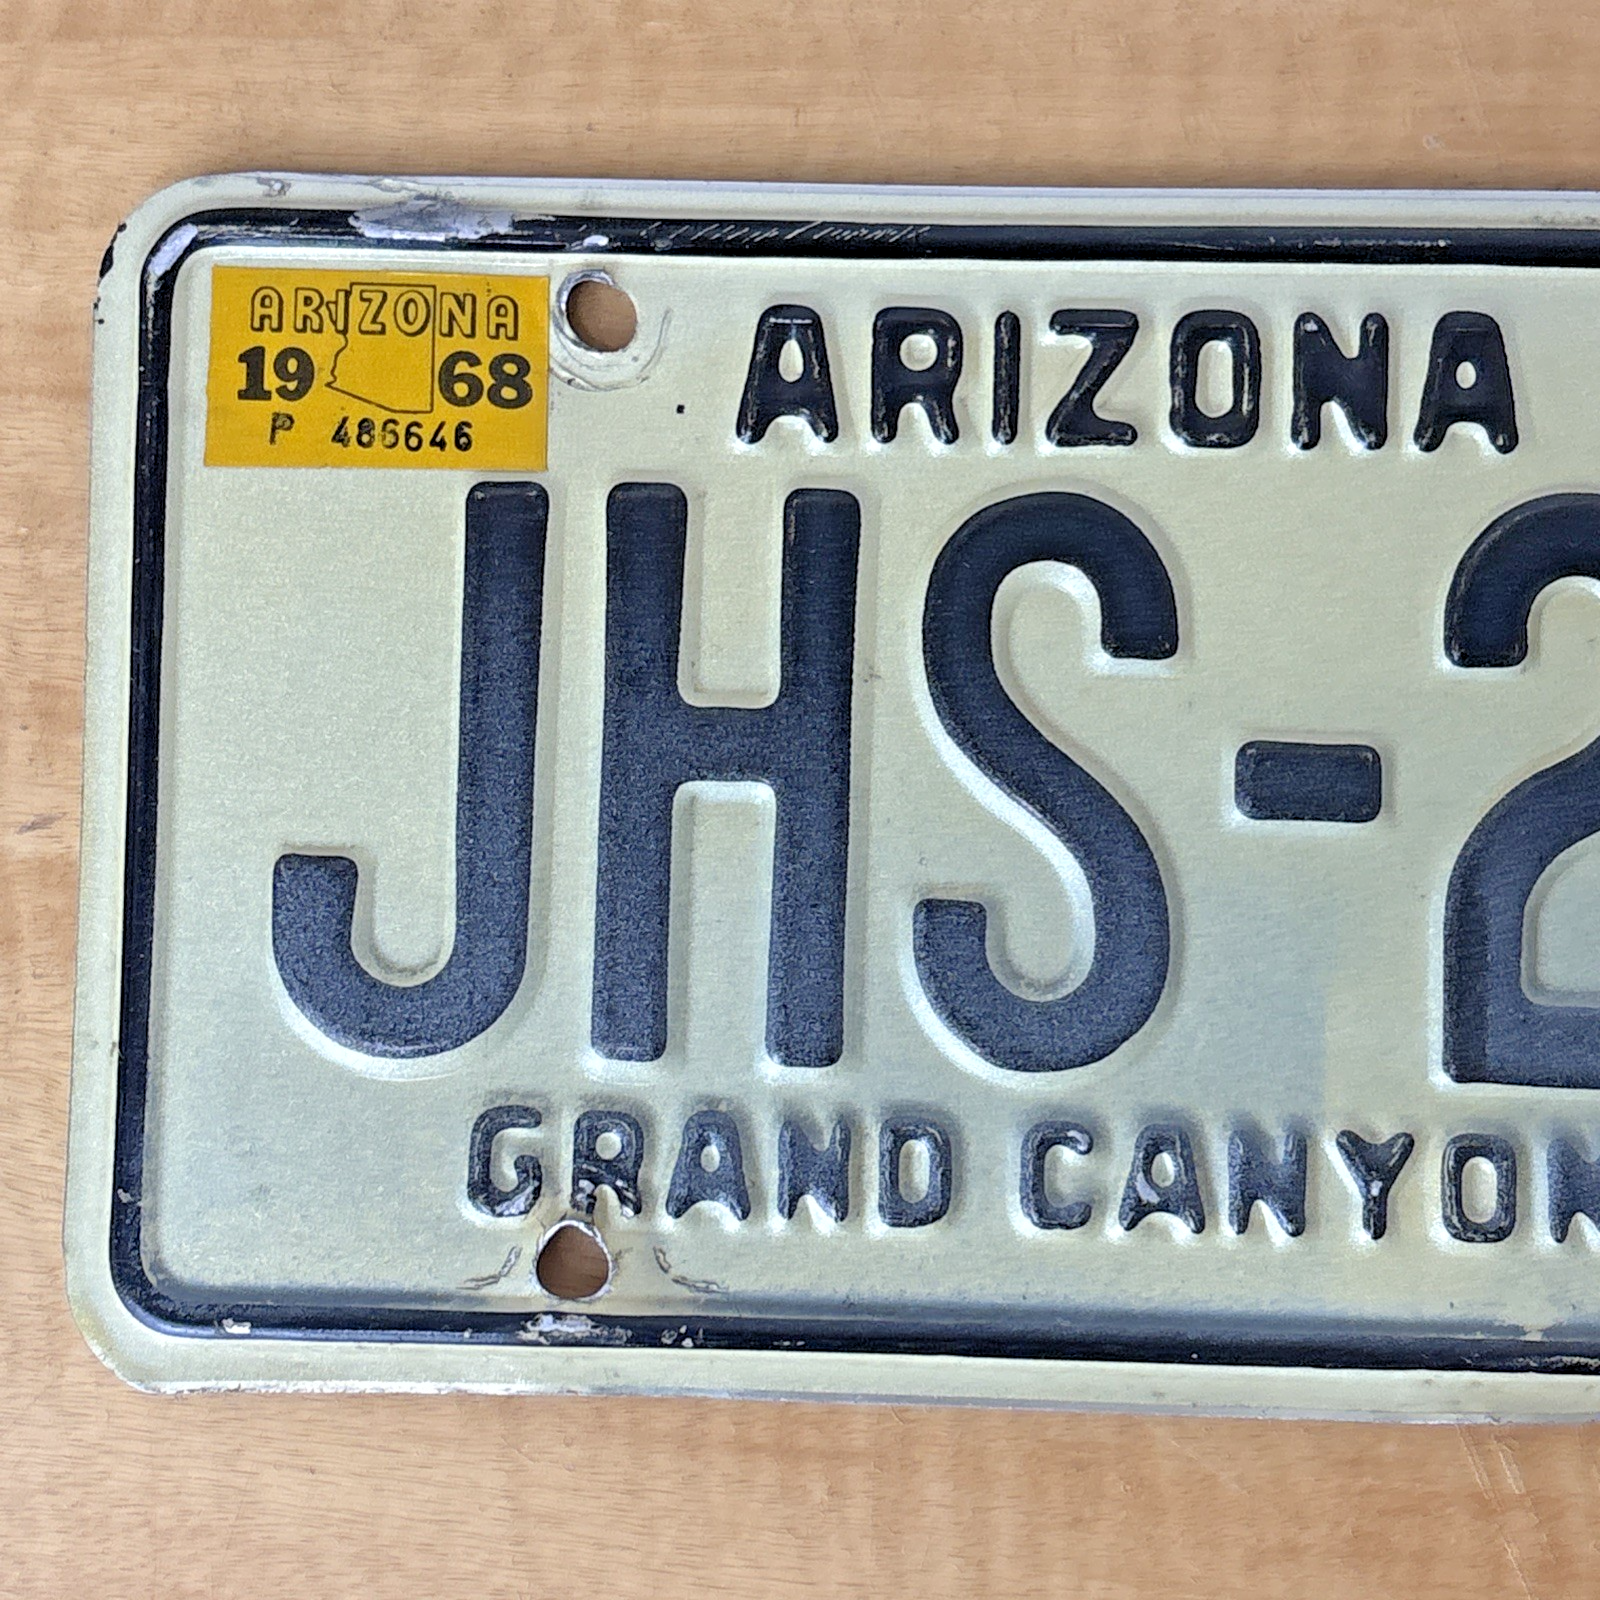 ARIZONA
19 68
P 486646
ARIZONA
JHS-2
GRAND CANYON